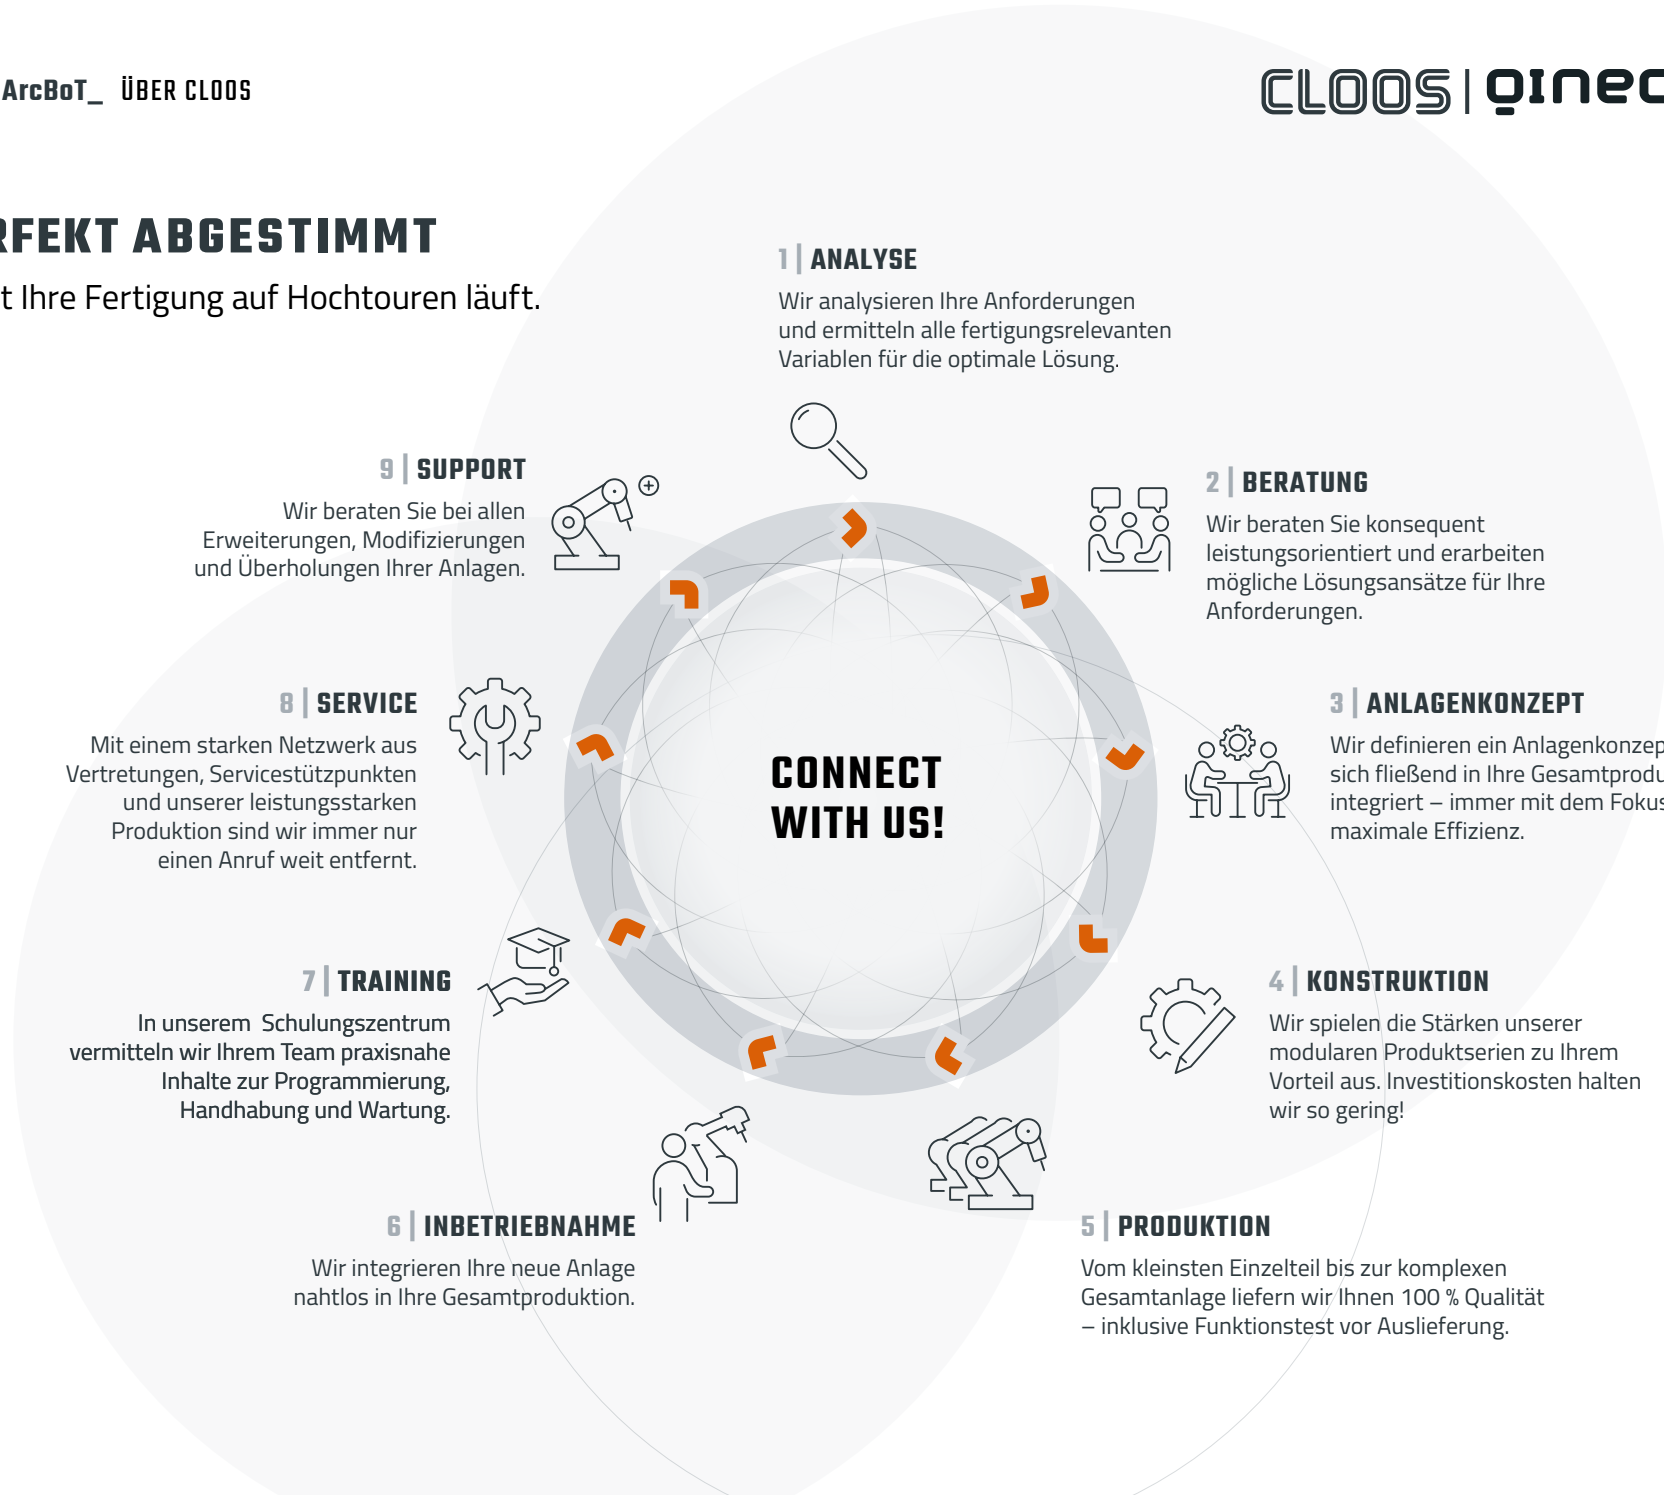 ArcBoT_ ÜBER CLOOS
CLOOS | QINEO
RFEKT ABGESTIMMT
t Ihre Fertigung auf Hochtouren läuft.
1 | ANALYSE
Wir analysieren Ihre Anforderungen
und ermitteln alle fertigungsrelevanten
Variablen für die optimale Lösung.
2 | BERATUNG
Wir beraten Sie konsequent
leistungsorientiert und erarbeiten
mögliche Lösungsansätze für Ihre
Anforderungen.
3 | ANLAGENKONZEPT
Wir definieren ein Anlagenkonzep
sich fließend in Ihre Gesamtprodu
integriert – immer mit dem Fokus
maximale Effizienz.
4 | KONSTRUKTION
Wir spielen die Stärken unserer
modularen Produktserien zu Ihrem
Vorteil aus. Investitionskosten halten
wir so gering!
5 | PRODUKTION
Vom kleinsten Einzelteil bis zur komplexen
Gesamtanlage liefern wir Ihnen 100 % Qualität
– inklusive Funktionstest vor Auslieferung.
6 | INBETRIEBNAHME
Wir integrieren Ihre neue Anlage
nahtlos in Ihre Gesamtproduktion.
7 | TRAINING
In unserem Schulungszentrum
vermitteln wir Ihrem Team praxisnahe
Inhalte zur Programmierung,
Handhabung und Wartung.
8 | SERVICE
Mit einem starken Netzwerk aus
Vertretungen, Servicestützpunkten
und unserer leistungsstarken
Produktion sind wir immer nur
einen Anruf weit entfernt.
9 | SUPPORT
Wir beraten Sie bei allen
Erweiterungen, Modifizierungen
und Überholungen Ihrer Anlagen.
CONNECT
WITH US!